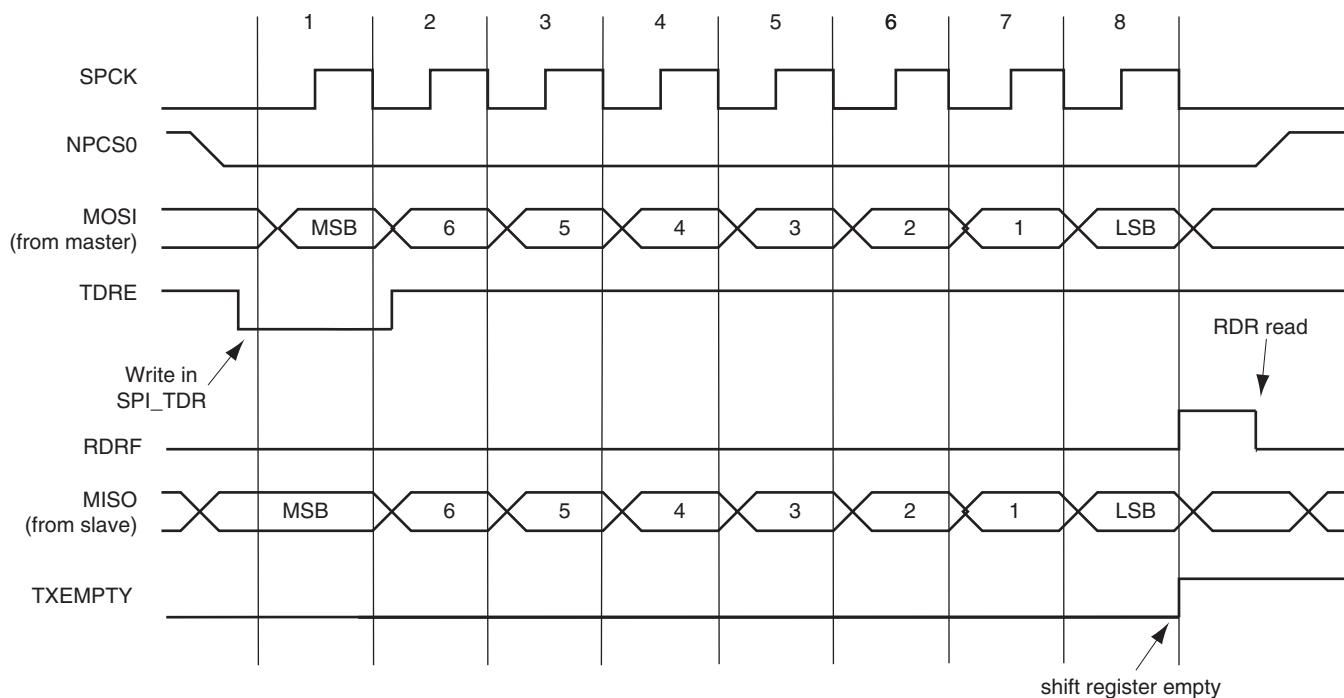 1 2 3 4 5 6 7 8
SPCK
NPCS0
MOSI
(from master)
MSB 6 5 4 3 2 1 LSB
TDRE
RDR read
Write in
SPI_TDR
RDRF
MISO
(from slave)
MSB 6 5 4 3 2 1 LSB
TXEMPTY
shift register empty